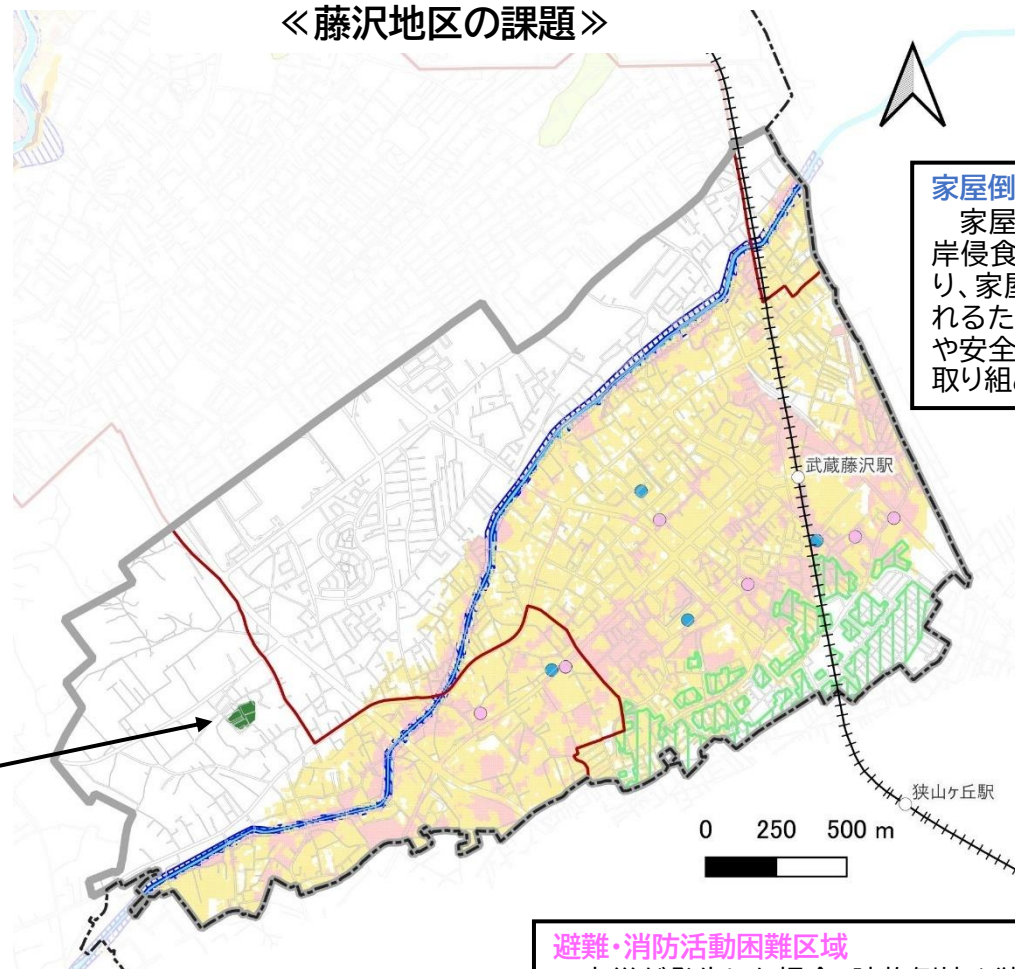 ≪藤沢地区の課題≫
家屋倒
家屋
岸侵食
り、家屋
れるた
や安全
取り組
武蔵藤沢駅
狭山ヶ丘駅
0 250 500 m
避難・消防活動困難区域